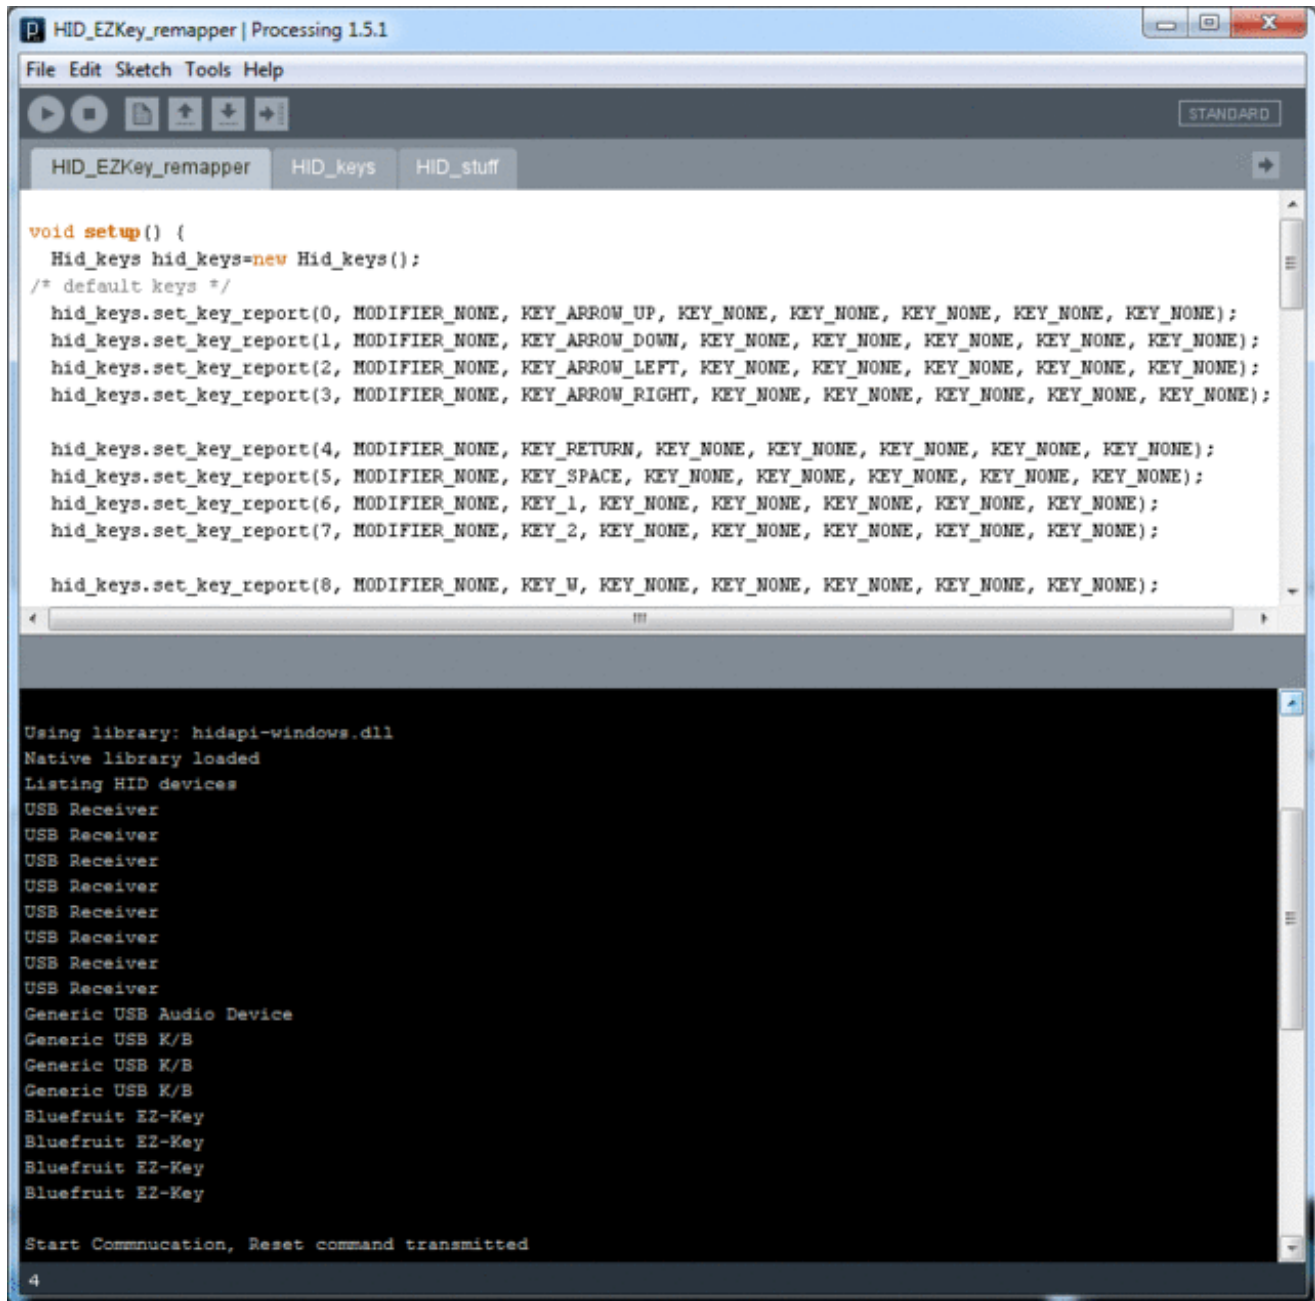 HID_EZKey_remapper | Processing 1.5.1
File Edit Sketch Tools Help
STANDARD
HID_EZKey_remapper HID_keys HID_stuff
void setup() {
Hid_keys hid_keys=new Hid_keys();
/* default keys */
hid_keys.set_key_report(0, MODIFIER_NONE, KEY_ARROW_UP, KEY_NONE, KEY_NONE, KEY_NONE, KEY_NONE, KEY_NONE);
hid_keys.set_key_report(1, MODIFIER_NONE, KEY_ARROW_DOWN, KEY_NONE, KEY_NONE, KEY_NONE, KEY_NONE, KEY_NONE);
hid_keys.set_key_report(2, MODIFIER_NONE, KEY_ARROW_LEFT, KEY_NONE, KEY_NONE, KEY_NONE, KEY_NONE, KEY_NONE);
hid_keys.set_key_report(3, MODIFIER_NONE, KEY_ARROW_RIGHT, KEY_NONE, KEY_NONE, KEY_NONE, KEY_NONE, KEY_NONE);
hid_keys.set_key_report(4, MODIFIER_NONE, KEY_RETURN, KEY_NONE, KEY_NONE, KEY_NONE, KEY_NONE, KEY_NONE);
hid_keys.set_key_report(5, MODIFIER_NONE, KEY_SPACE, KEY_NONE, KEY_NONE, KEY_NONE, KEY_NONE, KEY_NONE);
hid_keys.set_key_report(6, MODIFIER_NONE, KEY_1, KEY_NONE, KEY_NONE, KEY_NONE, KEY_NONE, KEY_NONE);
hid_keys.set_key_report(7, MODIFIER_NONE, KEY_2, KEY_NONE, KEY_NONE, KEY_NONE, KEY_NONE, KEY_NONE);
hid_keys.set_key_report(8, MODIFIER_NONE, KEY_W, KEY_NONE, KEY_NONE, KEY_NONE, KEY_NONE, KEY_NONE);
Using library: hidapi-windows.dll
Native library loaded
Listing HID devices
USB Receiver
USB Receiver
USB Receiver
USB Receiver
USB Receiver
USB Receiver
USB Receiver
USB Receiver
Generic USB Audio Device
Generic USB K/B
Generic USB K/B
Generic USB K/B
Bluefruit EZ-Key
Bluefruit EZ-Key
Bluefruit EZ-Key
Bluefruit EZ-Key
Start Commnucation, Reset command transmitted
4